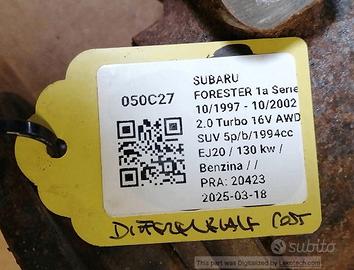 050C27
SUBARU
FORESTER 1a Serie
10/1997 - 10/2002
2.0 Turbo 16V AWD
SUV 5p/b/1994cc
EJ20 / 130 kw /
Benzina / /
PRA: 20423
2025-03-18
DIFFERENZIALE POST
subito
This part was Digitalized by Lekotech.com